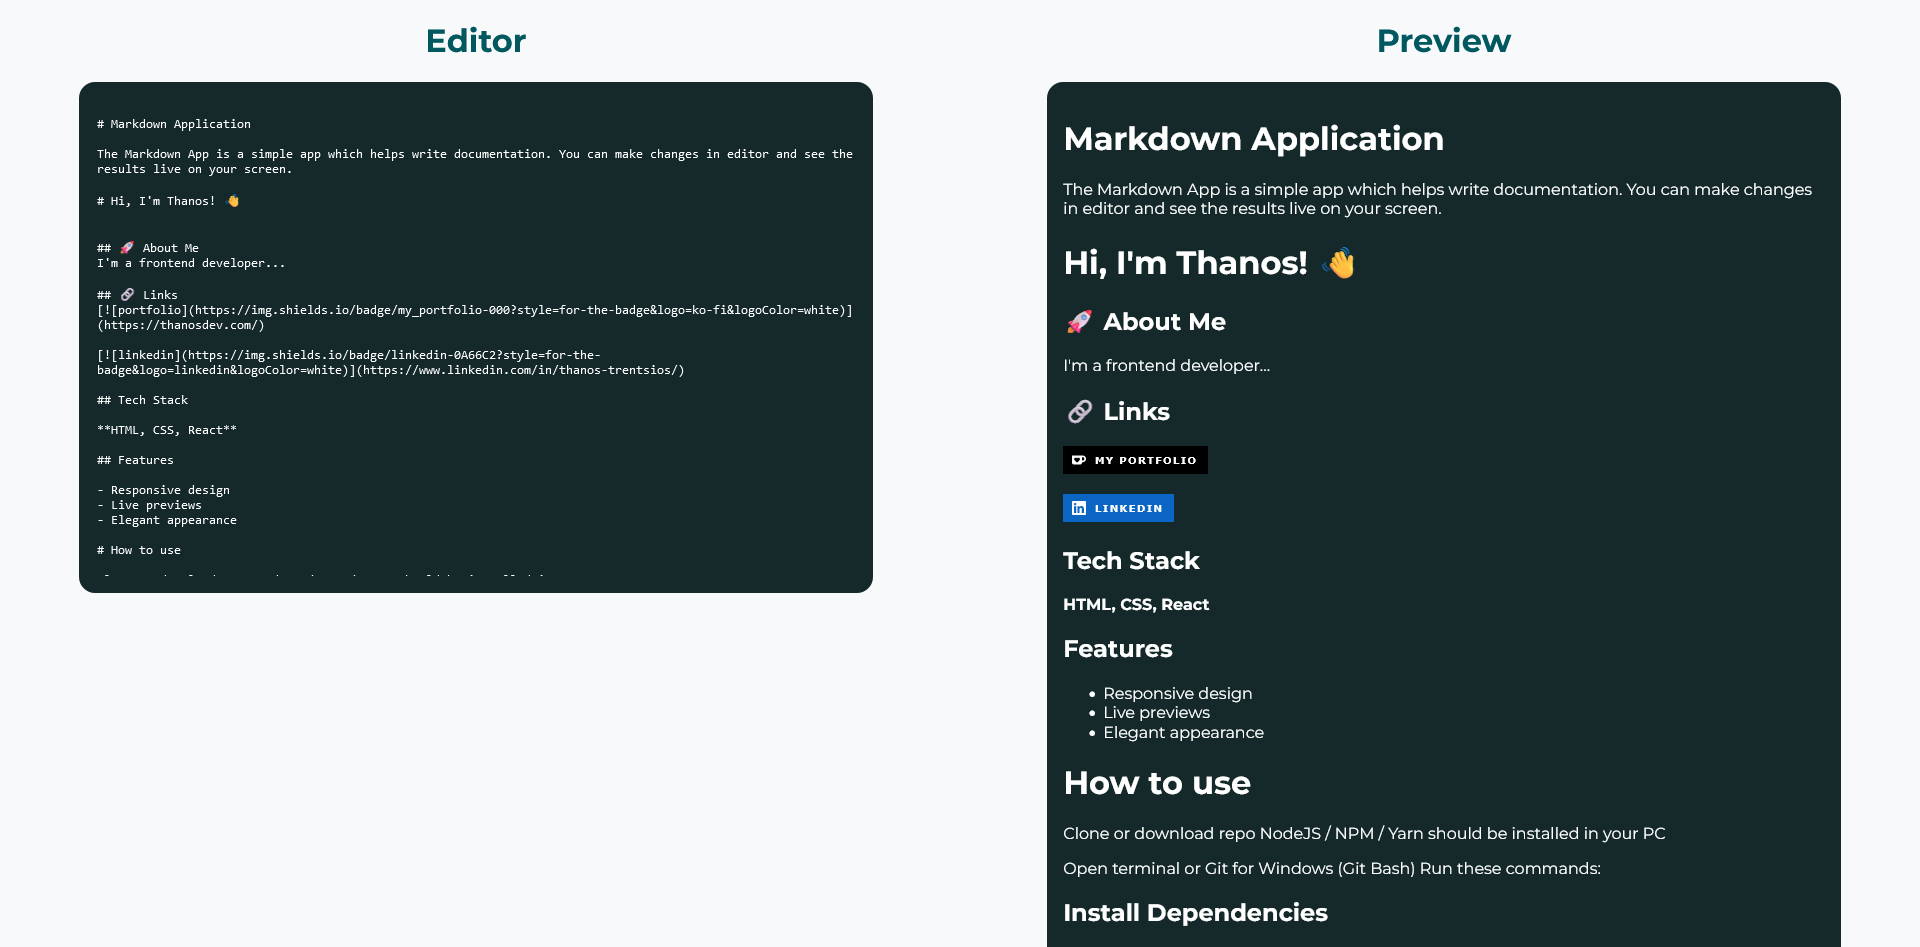 Editor
# Markdown Application
The Markdown App is a simple app which helps write documentation. You can make changes in editor and see the
results live on your screen.
# Hi, I'm Thanos! 👋
## 🚀 About Me
I'm a frontend developer...
## 🔗 Links
[![portfolio](https://img.shields.io/badge/my_portfolio-000?style=for-the-badge&logo=ko-fi&logoColor=white)]
(https://thanosdev.com/)
[![linkedin](https://img.shields.io/badge/linkedin-0A66C2?style=for-the-
badge&logo=linkedin&logoColor=white)](https://www.linkedin.com/in/thanos-trentsios/)
## Tech Stack
**HTML, CSS, React**
## Features
- Responsive design
- Live previews
- Elegant appearance
# How to use
Preview
Markdown Application
The Markdown App is a simple app which helps write documentation. You can make changes
in editor and see the results live on your screen.
Hi, I'm Thanos! 👋
🚀 About Me
I'm a frontend developer...
🔗 Links
MY PORTFOLIO
LINKEDIN
Tech Stack
HTML, CSS, React
Features
• Responsive design
• Live previews
• Elegant appearance
How to use
Clone or download repo NodeJS / NPM / Yarn should be installed in your PC
Open terminal or Git for Windows (Git Bash) Run these commands:
Install Dependencies